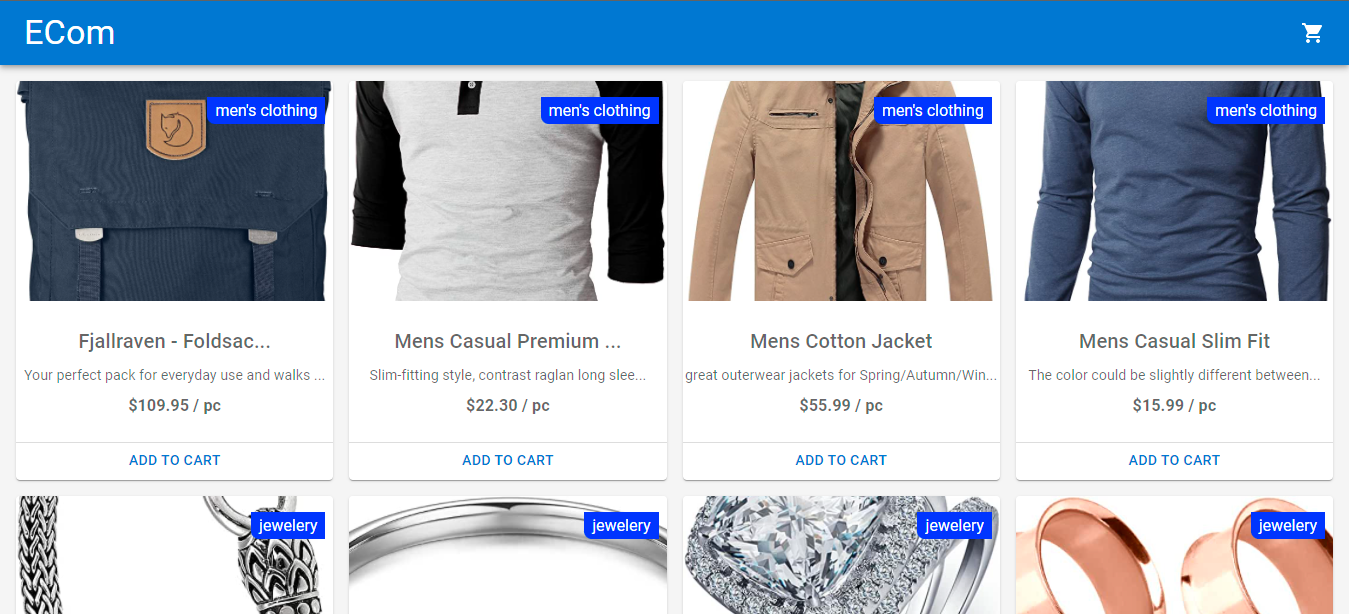 ECom
men's clothing
men's clothing
men's clothing
men's clothing
Fjallraven - Foldsac...
Mens Casual Premium ...
Mens Cotton Jacket
Mens Casual Slim Fit
Your perfect pack for everyday use and walks ...
Slim-fitting style, contrast raglan long slee...
great outerwear jackets for Spring/Autumn/Win...
The color could be slightly different between...
$109.95 / pc
$22.30 / pc
$55.99 / pc
$15.99 / pc
ADD TO CART
ADD TO CART
ADD TO CART
ADD TO CART
jewelery
jewelery
jewelery
jewelery